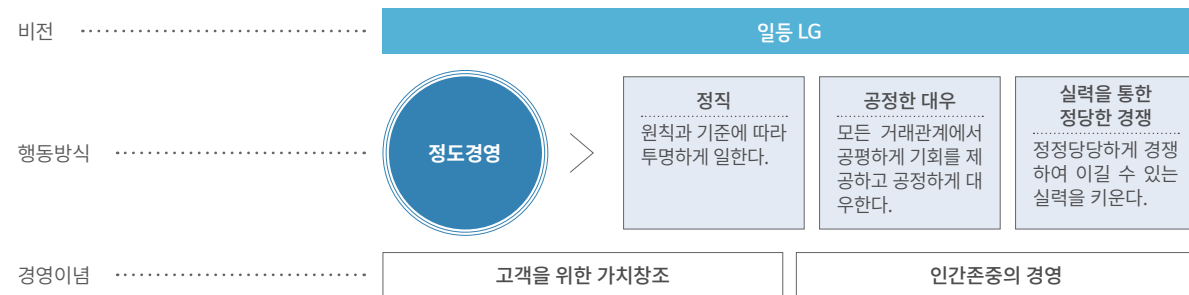 비전
일등 LG
행동방식
정도경영
정직
원칙과 기준에 따라
투명하게 일한다.
공정한 대우
모든 거래관계에서
공평하게 기회를 제
공하고 공정하게 대
우한다.
실력을 통한
정당한 경쟁
정정당당하게 경쟁
하여 이길 수 있는
실력을 키운다.
경영이념
고객을 위한 가치창조
인간존중의 경영